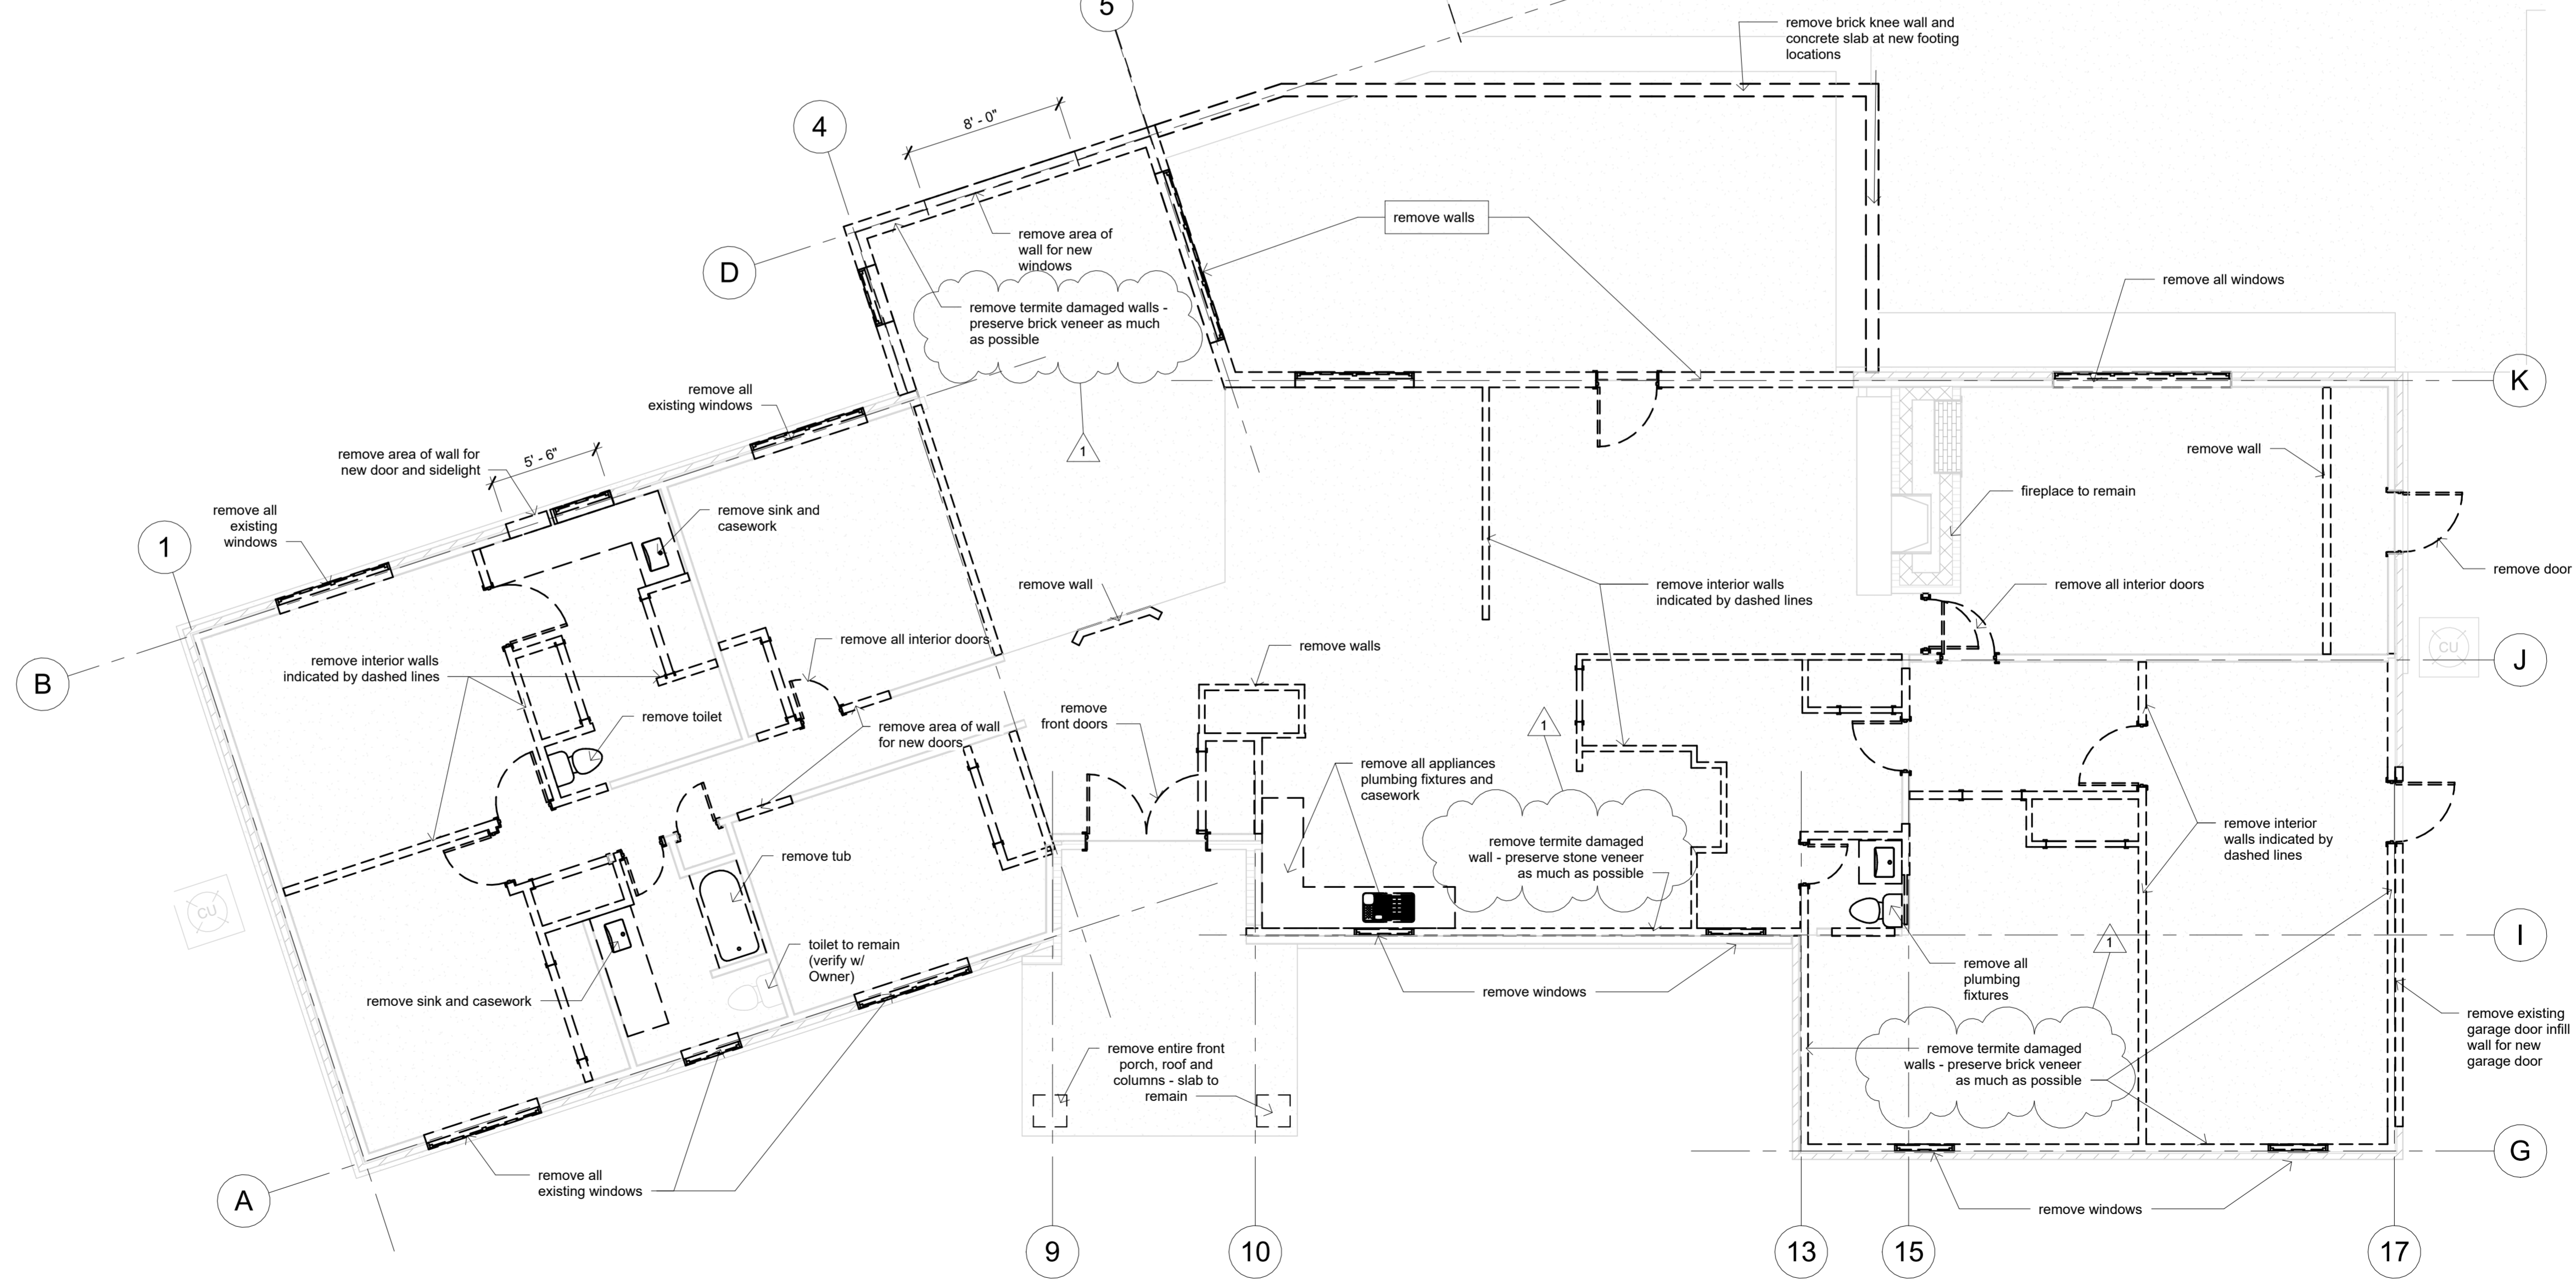 5
remove brick knee wall and
concrete slab at new footing
locations
4
8' - 0"
remove walls
D
remove area of
wall for new
windows
remove termite damaged walls -
preserve brick veneer as much
as possible
1
remove all windows
K
remove all
existing windows
remove area of wall for
new door and sidelight
5' - 6"
remove all
existing
windows
1
remove sink and
casework
remove wall
fireplace to remain
remove door
remove wall
remove interior walls
indicated by dashed lines
remove all interior doors
CU
J
B
remove interior walls
indicated by dashed lines
remove all interior doors
remove toilet
remove area of wall
for new doors
remove
front doors
remove walls
1
remove all appliances
plumbing fixtures and
casework
remove termite damaged
wall - preserve stone veneer
as much as possible
remove interior
walls indicated by
dashed lines
remove tub
CU
toilet to remain
(verify w/
Owner)
remove sink and casework
I
1
remove all
plumbing
fixtures
remove windows
remove existing
garage door infill
wall for new
garage door
remove entire front
porch, roof and
columns - slab to
remain
remove termite damaged
walls - preserve brick veneer
as much as possible
G
A
remove all
existing windows
remove windows
9
10
13
15
17